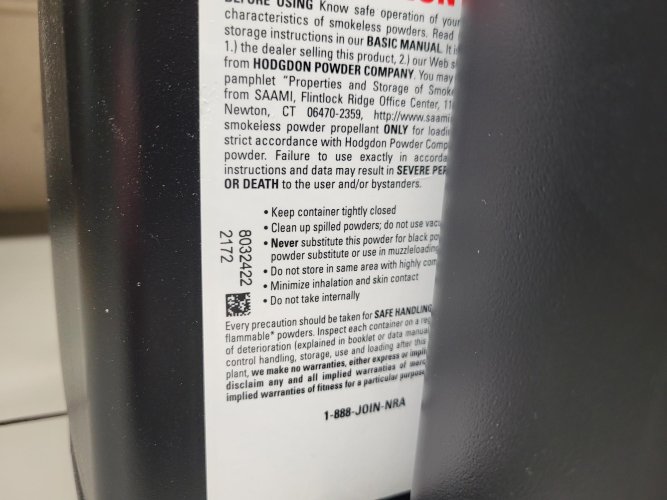 BEFORE USING Know safe operation of your
characteristics of smokeless powders. Read
storage instructions in our BASIC MANUAL. It is
1.) the dealer selling this product, 2.) our Web s
from HODGDON POWDER COMPANY. You may
pamphlet “Properties and Storage of Smoke
from SAAMI, Flintlock Ridge Office Center, 11
Newton, CT 06470-2359, http://www.saami
smokeless powder propellant ONLY for loadi
strict accordance with Hodgdon Powder Comp
powder. Failure to use exactly in accorda
instructions and data may result in SEVERE PER
OR DEATH to the user and/or bystanders.
• Keep container tightly closed
• Clean up spilled powders; do not use vacu
• Never substitute this powder for black po
powder substitute or use in muzzleloading
• Do not store in same area with highly com
• Minimize inhalation and skin contact
• Do not take internally
8032422
2172
Every precaution should be taken for SAFE HANDLING
flammable* powders. Inspect each container on a reg
of deterioration (explained in booklet or data manual
control handling, storage, use and loading after this
plant, we make no warranties, either express or impli
disclaim any and all implied warranties of merc
implied warranties of fitness for a particular purpose
1-888-JOIN-NRA